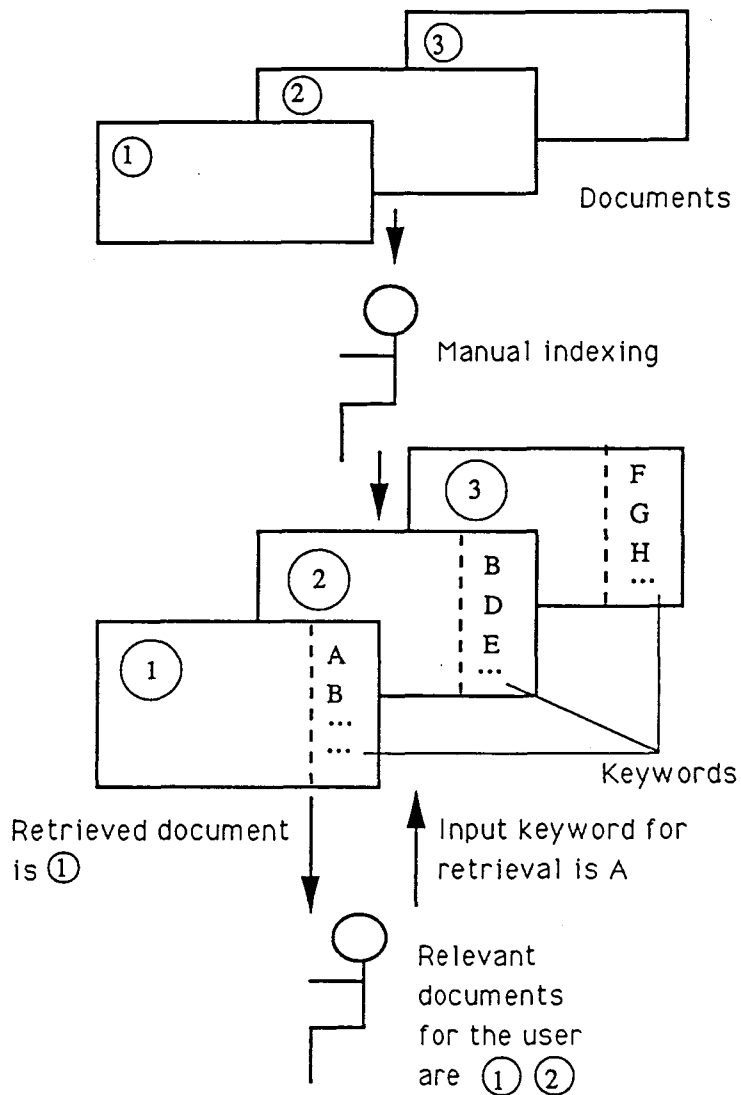 ③
②
①
Documents
Manual indexing
③
F
G
H
...
②
B
D
E
...
①
A
B
...
...
Keywords
Retrieved document
is ①
Input keyword for
retrieval is A
Relevant
documents
for the user
are ① ②